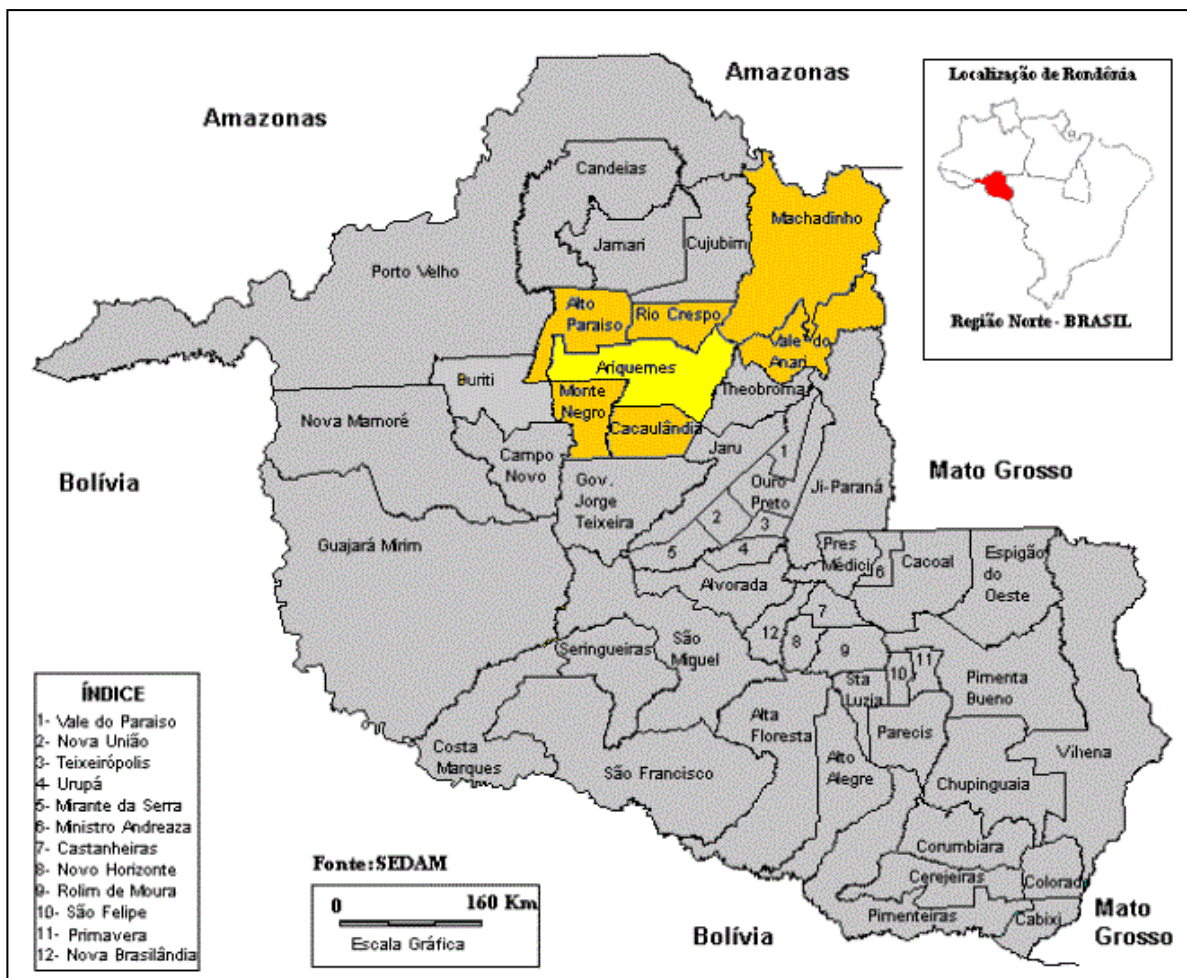 Amazonas
Amazonas
Localização de Rondônia
Região Norte - BRASIL
Candeias
Machadinho
Jamari
Cujubim
Porto Velho
Alto
Paraiso
Rio Crespo
Vale do
Anari
Ariquemes
Buriti
Theobroma
Monte
Negro
Nova Mamoré
Cacaulândia
Jaru
1
Campo
Novo
Bolívia
Mato Grosso
Gov.
Jorge
Teixeira
Ouro
Preto
Ji-Paraná
2
3
Guajará Mirim
4
5
Pres
Médici
6
Cacoal
Espigão
do
Oeste
Alvorada
7
12
8
9
Seringueiras
São
Miguel
Sta
Luzia
10
11
Pimenta
Bueno
Alta
Floresta
Parecis
Vilhena
Costa
Marques
São Francisco
Alto
Alegre
Chupinguaia
Corumbiara
Cerejeiras
Colorad
Pimenteiras
Cabixi
Mato
Grosso
Bolívia
ÍNDICE
1- Vale do Paraiso
2- Nova União
3- Teixeirópolis
4- Urupá
5- Mirante da Serra
6- Ministro Andreaza
7- Castanheiras
8- Novo Horizonte
9- Rolim de Moura
10- São Felipe
11- Primavera
12- Nova Brasilândia
Fonte:SEDAM
0 160 Km.
Escala Gráfica